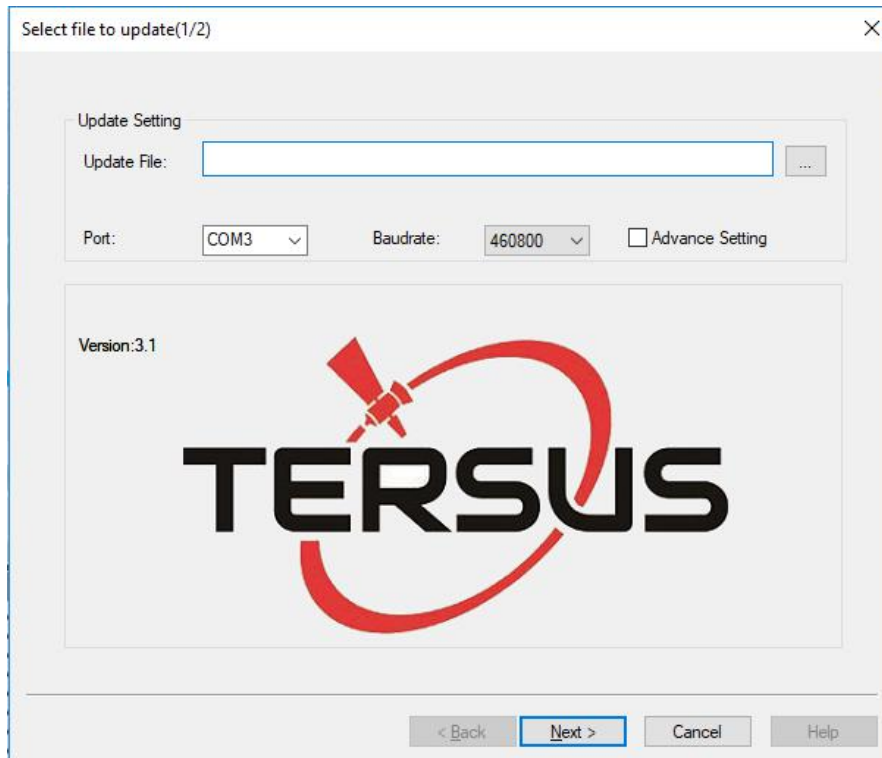 Select file to update(1/2)
Update Setting
Update File:
...
Port: COM3 Baudrate: 460800 Advance Setting
Version:3.1
TERSUS
< Back Next > Cancel Help